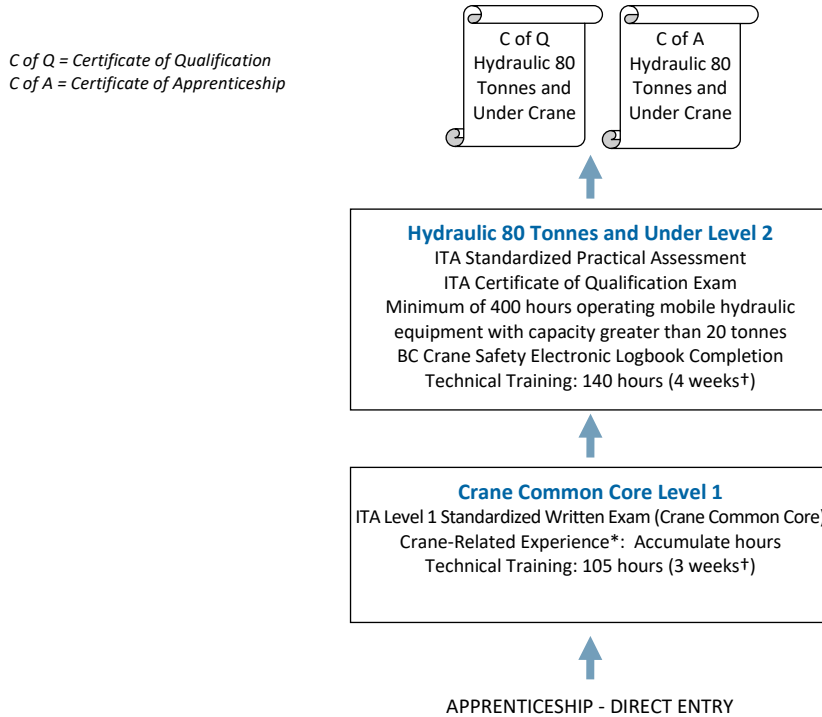 C of Q = Certificate of Qualification
C of A = Certificate of Apprenticeship
C of Q
Hydraulic 80
Tonnes and
Under Crane
C of A
Hydraulic 80
Tonnes and
Under Crane
Hydraulic 80 Tonnes and Under Level 2
ITA Standardized Practical Assessment
ITA Certificate of Qualification Exam
Minimum of 400 hours operating mobile hydraulic
equipment with capacity greater than 20 tonnes
BC Crane Safety Electronic Logbook Completion
Technical Training: 140 hours (4 weeks†)
Crane Common Core Level 1
ITA Level 1 Standardized Written Exam (Crane Common Core)
Crane-Related Experience*: Accumulate hours
Technical Training: 105 hours (3 weeks†)
APPRENTICESHIP - DIRECT ENTRY